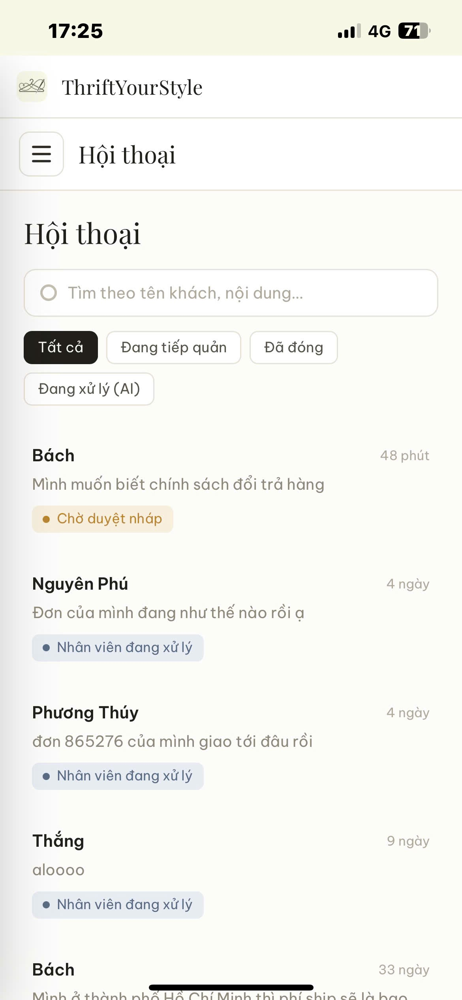 17:25
4G 71
ThriftYourStyle
Hội thoại
Hội thoại
Tìm theo tên khách, nội dung...
Tất cả Đang tiếp quản Đã đóng
Đang xử lý (AI)
Bách 48 phút
Mình muốn biết chính sách đổi trả hàng
Chờ duyệt nháp
Nguyên Phú 4 ngày
Đơn của mình đang như thế nào rồi ạ
Nhân viên đang xử lý
Phương Thúy 4 ngày
đơn 865276 của mình giao tới đâu rồi
Nhân viên đang xử lý
Thắng 9 ngày
aloooo
Nhân viên đang xử lý
Bách 33 ngày
Mình ở thành phố Hồ Chí Minh thì phí ship sẽ là bao